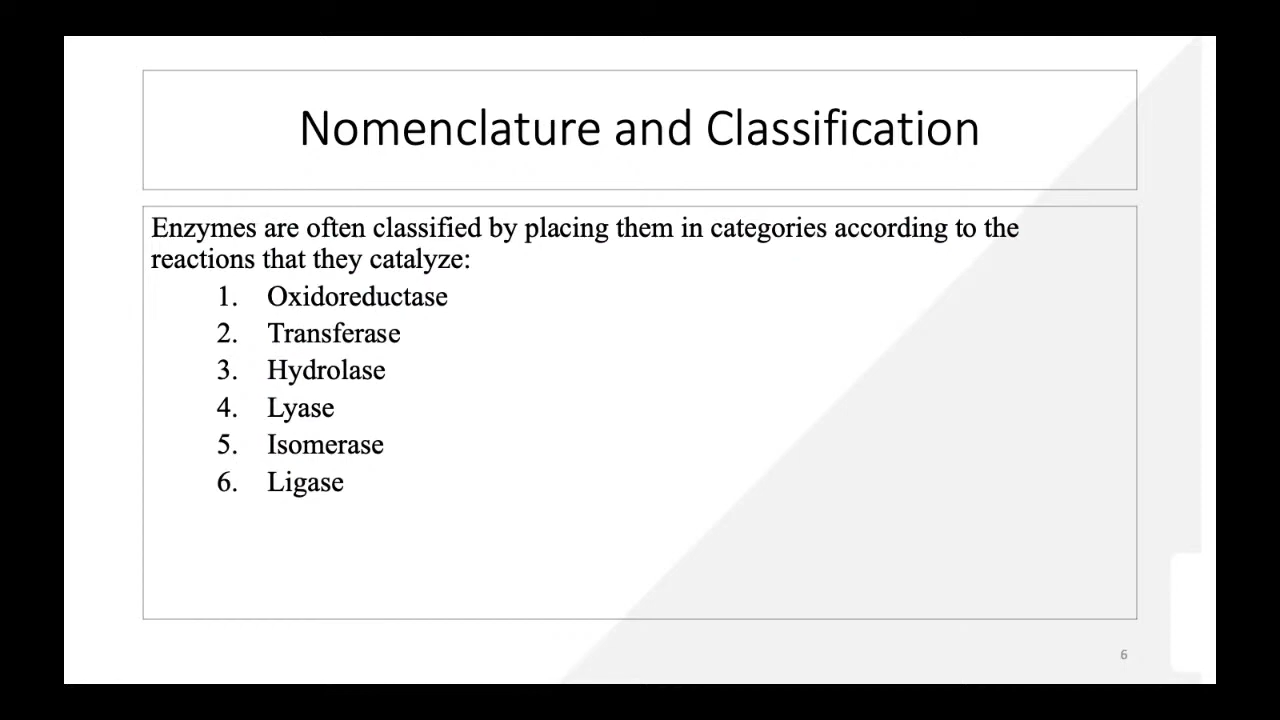 Nomenclature and Classification
Enzymes are often classified by placing them in categories according to the
reactions that they catalyze:
1. Oxidoreductase
2. Transferase
3. Hydrolase
4. Lyase
5. Isomerase
6. Ligase
6